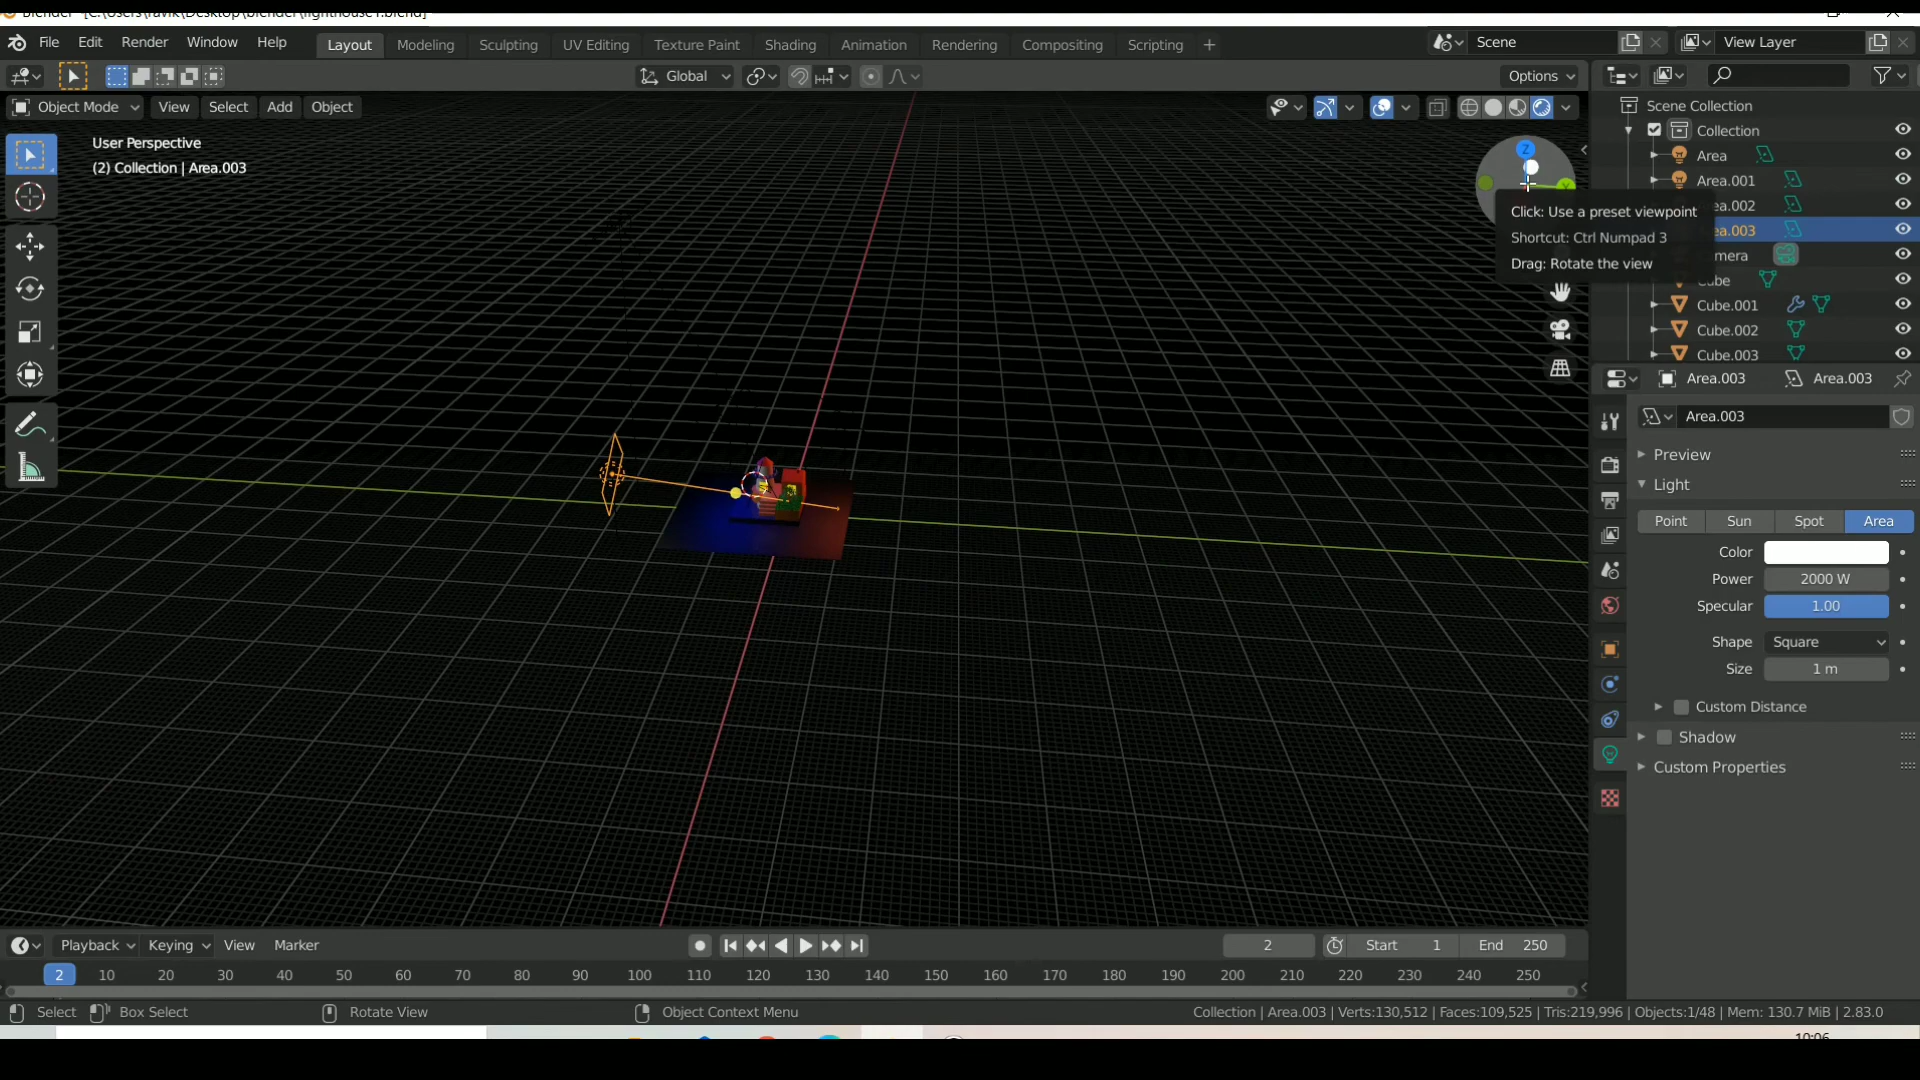 Blender [C:\Users\ravik\Desktop\blender\lighthouse1.blend]
File Edit Render Window Help Layout Modeling Sculpting UV Editing Texture Paint Shading Animation Rendering Compositing Scripting + Scene View Layer
Global Options
Object Mode View Select Add Object
User Perspective
(2) Collection | Area.003
Z
Y
Click: Use a preset viewpoint
Shortcut: Ctrl Numpad 3
Drag: Rotate the view
Scene Collection
Collection
Area
Area.001
ea.002
ea.003
mera
Cube
Cube.001
Cube.002
Cube.003
Area.003 Area.003
Area.003
Preview
Light
Point Sun Spot Area
Color
Power 2000 W
Specular 1.00
Shape Square
Size 1 m
Custom Distance
Shadow
Custom Properties
Playback Keying View Marker 2 Start 1 End 250
2 10 20 30 40 50 60 70 80 90 100 110 120 130 140 150 160 170 180 190 200 210 220 230 240 250
Select Box Select Rotate View Object Context Menu Collection | Area.003 | Verts:130,512 | Faces:109,525 | Tris:219,996 | Objects:1/48 | Mem: 130.7 MiB | 2.83.0
10:06